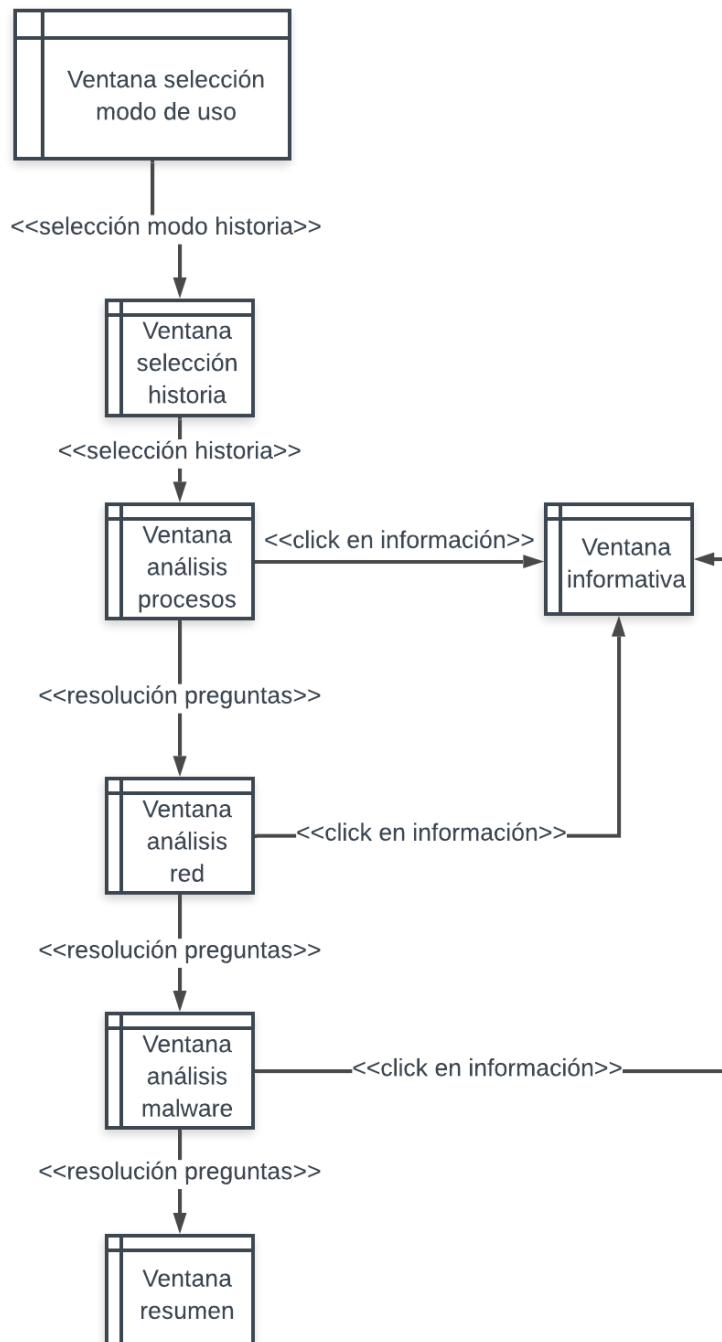 Ventana selección
modo de uso
<<selección modo historia>>
Ventana
selección
historia
<<selección historia>>
Ventana
análisis
procesos
<<click en información>>
Ventana
informativa
<<resolución preguntas>>
Ventana
análisis
red
<<click en información>>
<<resolución preguntas>>
Ventana
análisis
malware
<<click en información>>
<<resolución preguntas>>
Ventana
resumen